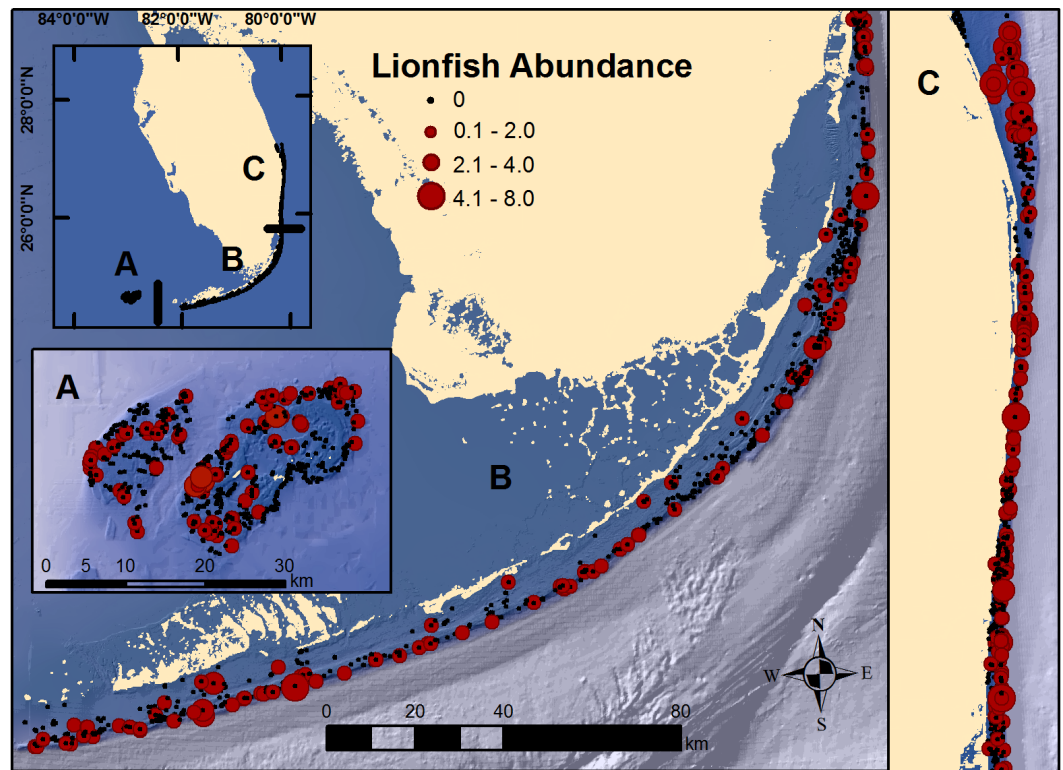 84°0'0"W 82°0'0"W 80°0'0"W
28°0'0"N
26°0'0"N
A
B
C
Lionfish Abundance
0
0.1 - 2.0
2.1 - 4.0
4.1 - 8.0
C
A
0 5 10 20 30
km
B
N
W E
S
0 20 40 80
km